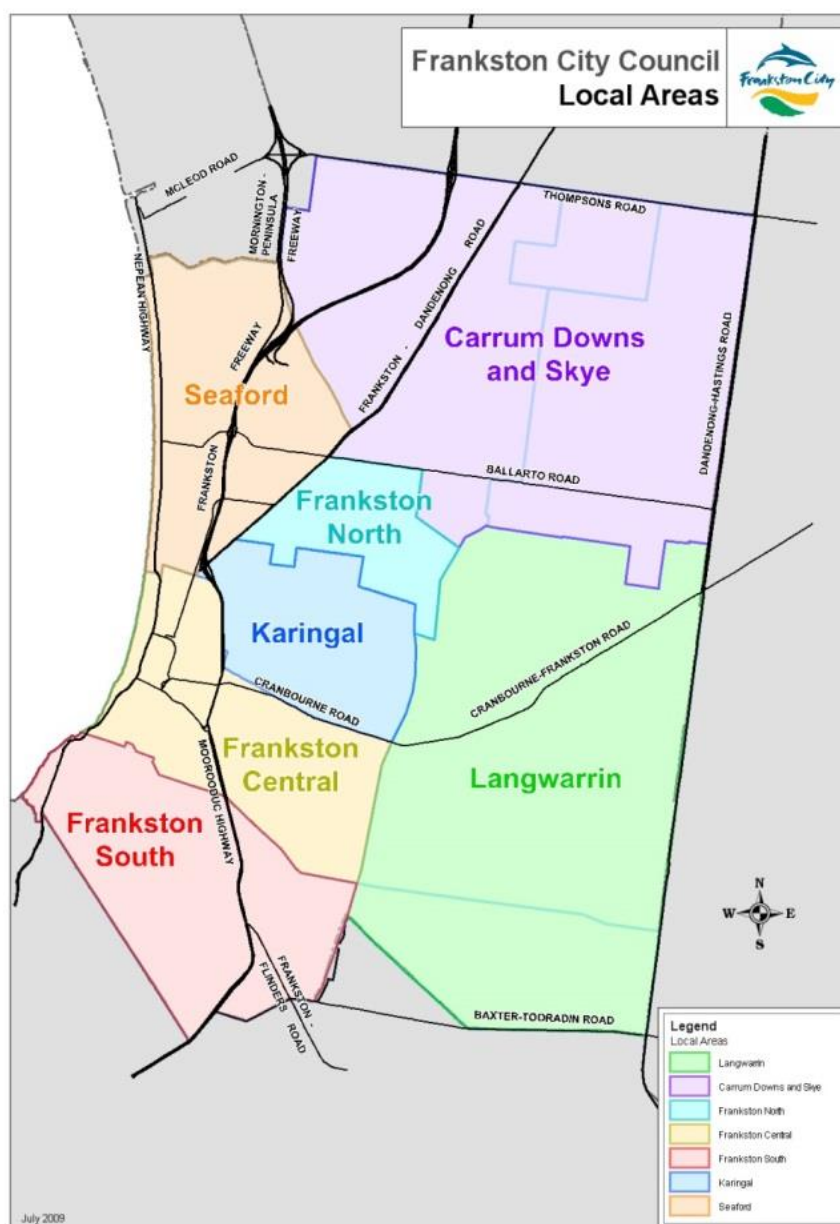 Frankston City Council
Local Areas
Frankston City
MCLEOD ROAD
MORNINGTON -
PENINSULA
FREEWAY
THOMPSONS ROAD
NEPEAN HIGHWAY
FRANKSTON - DANDENONG ROAD
DANDENONG-HASTINGS ROAD
Carrum Downs
and Skye
FREEWAY
Seaford
FRANKSTON
BALLARTO ROAD
Frankston
North
Karingal
CRANBOURNE ROAD
CRANBOURNE-FRANKSTON ROAD
Frankston
Central
MOOROODUC HIGHWAY
Langwarrin
Frankston
South
N
W
E
S
FRANKSTON -
FLINDERS ROAD
BAXTER-TOORADIN ROAD
Legend
Local Areas
Langwarrin
Carrum Downs and Skye
Frankston North
Frankston Central
Frankston South
Karingal
Seaford
July 2009